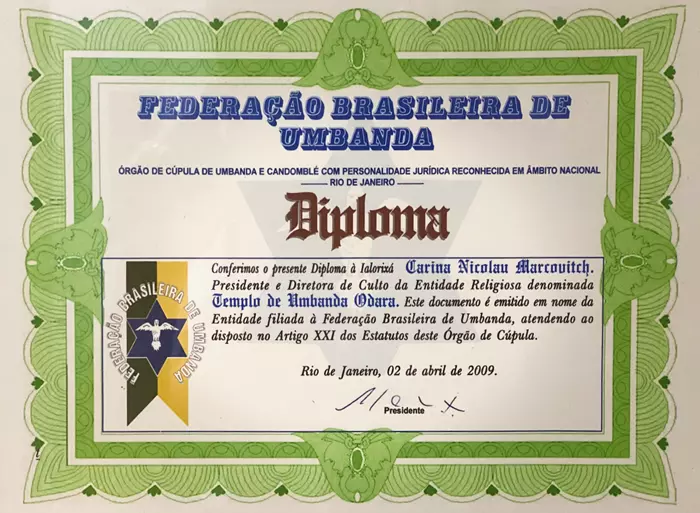 FEDERAÇÃO BRASILEIRA DE
UMBANDA
ÓRGÃO DE CÚPULA DE UMBANDA E CANDOMBLÉ COM PERSONALIDADE JURÍDICA RECONHECIDA EM ÂMBITO NACIONAL
RIO DE JANEIRO
Diploma
Conferimos o presente Diploma à Ialorixá Carina Nicolau Marcovitch.
Presidente e Diretora de Culto da Entidade Religiosa denominada
Templo de Umbanda Odara. Este documento é emitido em nome da
Entidade filiada à Federação Brasileira de Umbanda, atendendo ao
disposto no Artigo XXI dos Estatutos deste Órgão de Cúpula.
FEDERAÇÃO BRASILEIRA DE UMBANDA
Rio de Janeiro, 02 de abril de 2009.
Presidente